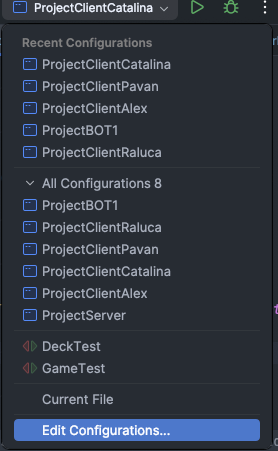 ProjectClientCatalina
Recent Configurations
ProjectClientCatalina
ProjectClientPavan
ProjectClientAlex
ProjectBOT1
ProjectClientRaluca
All Configurations 8
ProjectBOT1
ProjectClientRaluca
ProjectClientPavan
ProjectClientCatalina
ProjectClientAlex
ProjectServer
DeckTest
GameTest
Current File
Edit Configurations...